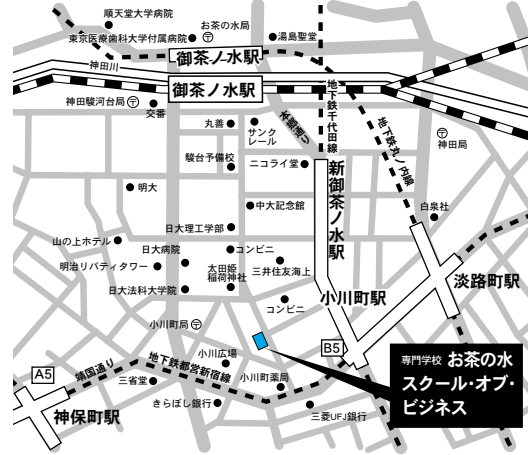 順天堂大学病院
お茶の水局
東京医療歯科大学付属病院
湯島聖堂
御茶ノ水駅
神田川
御茶ノ水駅
神田駿河台局
交番
丸善
サンク
レール
本郷通り
地下鉄千代田線
地下鉄丸ノ内線
神田局
駿台予備校
ニコライ堂
新御茶ノ水駅
明大
中大記念館
白泉社
日大理工学部
山の上ホテル
日大病院
コンビニ
明治リバティタワー
太田姫
稲荷神社
三井住友海上
淡路町駅
日大法科大学院
小川町駅
コンビニ
小川町局
B5
小川広場
A5
靖国通り
地下鉄都営新宿線
三省堂
小川町薬局
神保町駅
きらぼし銀行
三菱UFJ銀行
専門学校 お茶の水
スクール・オブ・
ビジネス